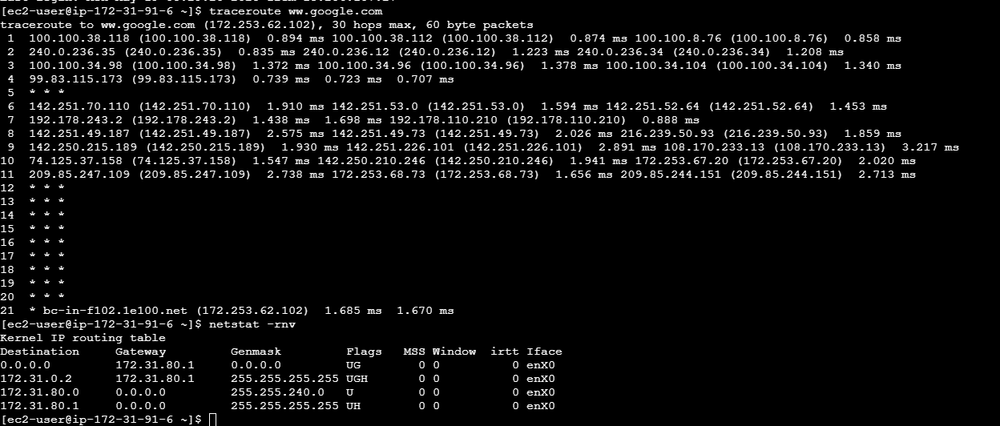 [ec2-user@ip-172-31-91-6 ~]$ traceroute ww.google.com
traceroute to ww.google.com (172.253.62.102), 30 hops max, 60 byte packets
 1  100.100.38.118 (100.100.38.118)  0.894 ms 100.100.38.112 (100.100.38.112)  0.874 ms 100.100.8.76 (100.100.8.76)  0.858 ms
 2  240.0.236.35 (240.0.236.35)  0.835 ms 240.0.236.12 (240.0.236.12)  1.223 ms 240.0.236.34 (240.0.236.34)  1.208 ms
 3  100.100.34.98 (100.100.34.98)  1.372 ms 100.100.34.96 (100.100.34.96)  1.378 ms 100.100.34.104 (100.100.34.104)  1.340 ms
 4  99.83.115.173 (99.83.115.173)  0.739 ms  0.723 ms  0.707 ms
 5  * * *
 6  142.251.70.110 (142.251.70.110)  1.910 ms 142.251.53.0 (142.251.53.0)  1.594 ms 142.251.52.64 (142.251.52.64)  1.453 ms
 7  192.178.243.2 (192.178.243.2)  1.438 ms  1.698 ms 192.178.110.210 (192.178.110.210)  0.888 ms
 8  142.251.49.187 (142.251.49.187)  2.575 ms 142.251.49.73 (142.251.49.73)  2.026 ms 216.239.50.93 (216.239.50.93)  1.859 ms
 9  142.250.215.189 (142.250.215.189)  1.930 ms 142.251.226.101 (142.251.226.101)  2.891 ms 108.170.233.13 (108.170.233.13)  3.217 ms
10  74.125.37.158 (74.125.37.158)  1.547 ms 142.250.210.246 (142.250.210.246)  1.941 ms 172.253.67.20 (172.253.67.20)  2.020 ms
11  209.85.247.109 (209.85.247.109)  2.738 ms 172.253.68.73 (172.253.68.73)  1.656 ms 209.85.244.151 (209.85.244.151)  2.713 ms
12  * * *
13  * * *
14  * * *
15  * * *
16  * * *
17  * * *
18  * * *
19  * * *
20  * * *
21  * bc-in-f102.1e100.net (172.253.62.102)  1.685 ms  1.670 ms
[ec2-user@ip-172-31-91-6 ~]$ netstat -rnv
Kernel IP routing table
Destination     Gateway         Genmask         Flags   MSS Window  irtt Iface
0.0.0.0         172.31.80.1     0.0.0.0         UG        0 0          0 enX0
172.31.0.2      172.31.80.1     255.255.255.255 UGH       0 0          0 enX0
172.31.80.0     0.0.0.0         255.255.240.0   U         0 0          0 enX0
172.31.80.1     0.0.0.0         255.255.255.255 UH        0 0          0 enX0
[ec2-user@ip-172-31-91-6 ~]$